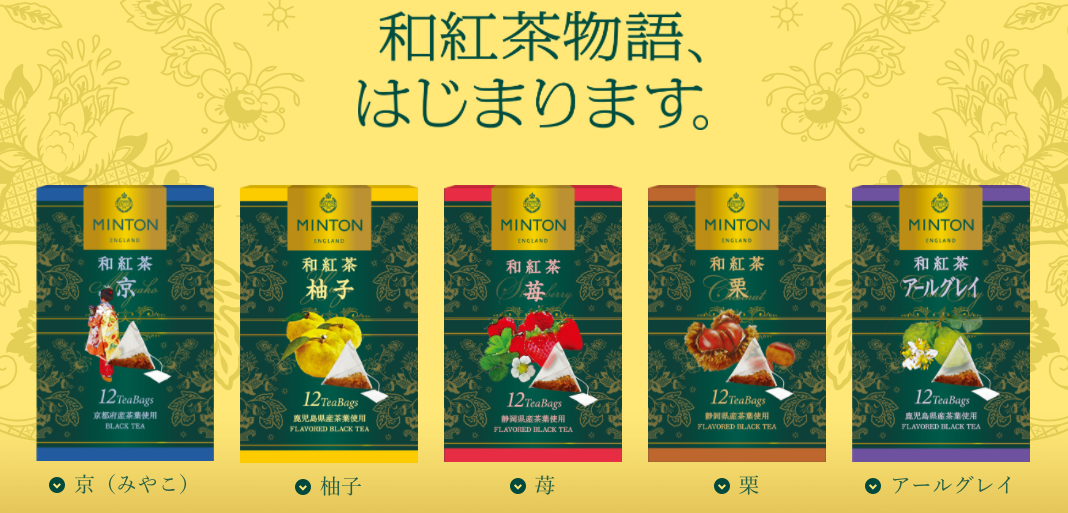 和紅茶物語、
はじまります。
MINTON
ENGLAND
和紅茶
京
12TeaBags
京都府産茶葉使用
BLACK TEA
MINTON
ENGLAND
和紅茶
柚子
12TeaBags
鹿児島県産茶葉使用
FLAVORED BLACK TEA
MINTON
ENGLAND
和紅茶
苺
12TeaBags
静岡県産茶葉使用
FLAVORED BLACK TEA
MINTON
ENGLAND
和紅茶
栗
12TeaBags
静岡県産茶葉使用
FLAVORED BLACK TEA
MINTON
ENGLAND
和紅茶
アールグレイ
12TeaBags
鹿児島県産茶葉使用
FLAVORED BLACK TEA
京（みやこ）
柚子
苺
栗
アールグレイ